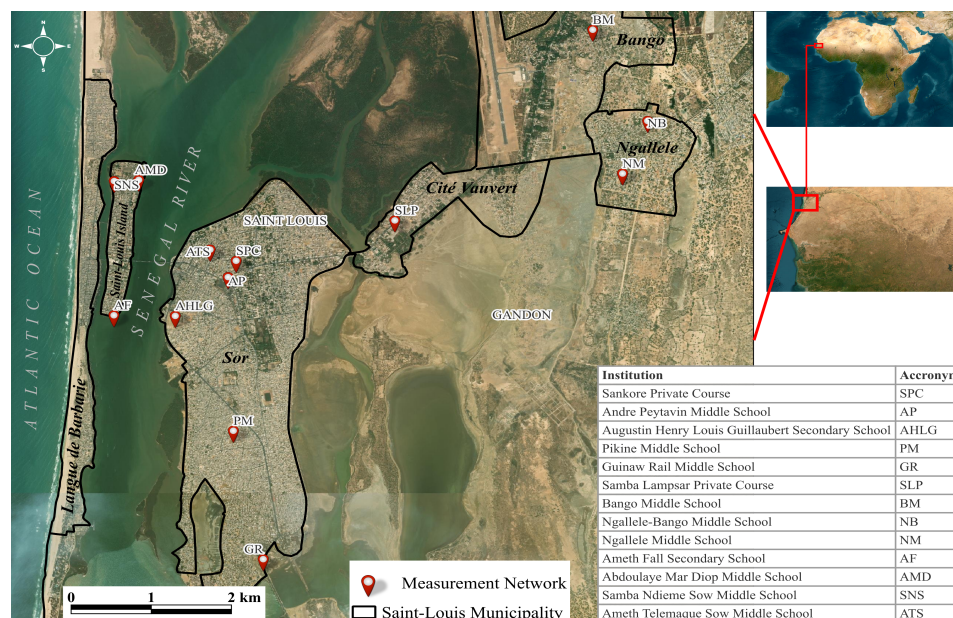 N
W E
S
BM
Bango
NB
Ngallele
NM
AMD
SNS
Cité Vauvert
SLP
SAINT LOUIS
ATS
SPC
AP
Saint-Louis Island
SENEGAL RIVER
ATLANTIC OCEAN
AF
AHLG
GANDON
Sor
Langue de Barbarie
PM
GR
0 1 2 km
Measurement Network
Saint-Louis Municipality
Institution Accronym
Sankore Private Course SPC
Andre Peytavin Middle School AP
Augustin Henry Louis Guillaubert Secondary School AHLG
Pikine Middle School PM
Guinaw Rail Middle School GR
Samba Lampsar Private Course SLP
Bango Middle School BM
Ngallele-Bango Middle School NB
Ngallele Middle School NM
Ameth Fall Secondary School AF
Abdoulaye Mar Diop Middle School AMD
Samba Ndieme Sow Middle School SNS
Ameth Telemaque Sow Middle School ATS